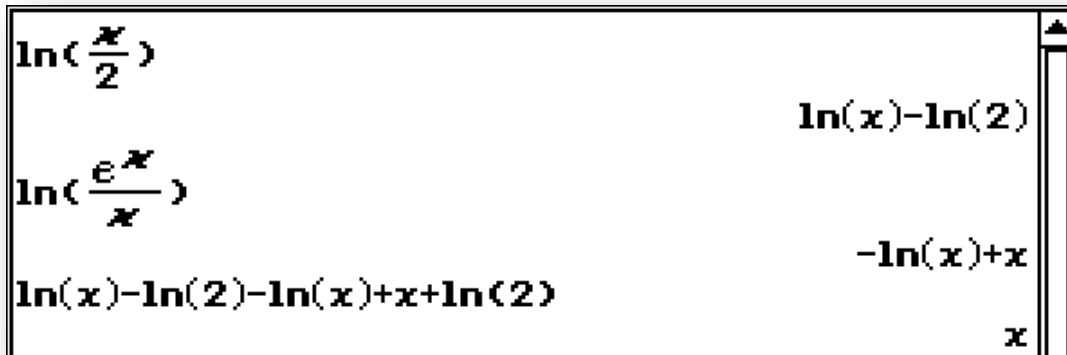 ln(x/2)
ln(x)-ln(2)
ln(e^x/x)
-ln(x)+x
ln(x)-ln(2)-ln(x)+x+ln(2)
x